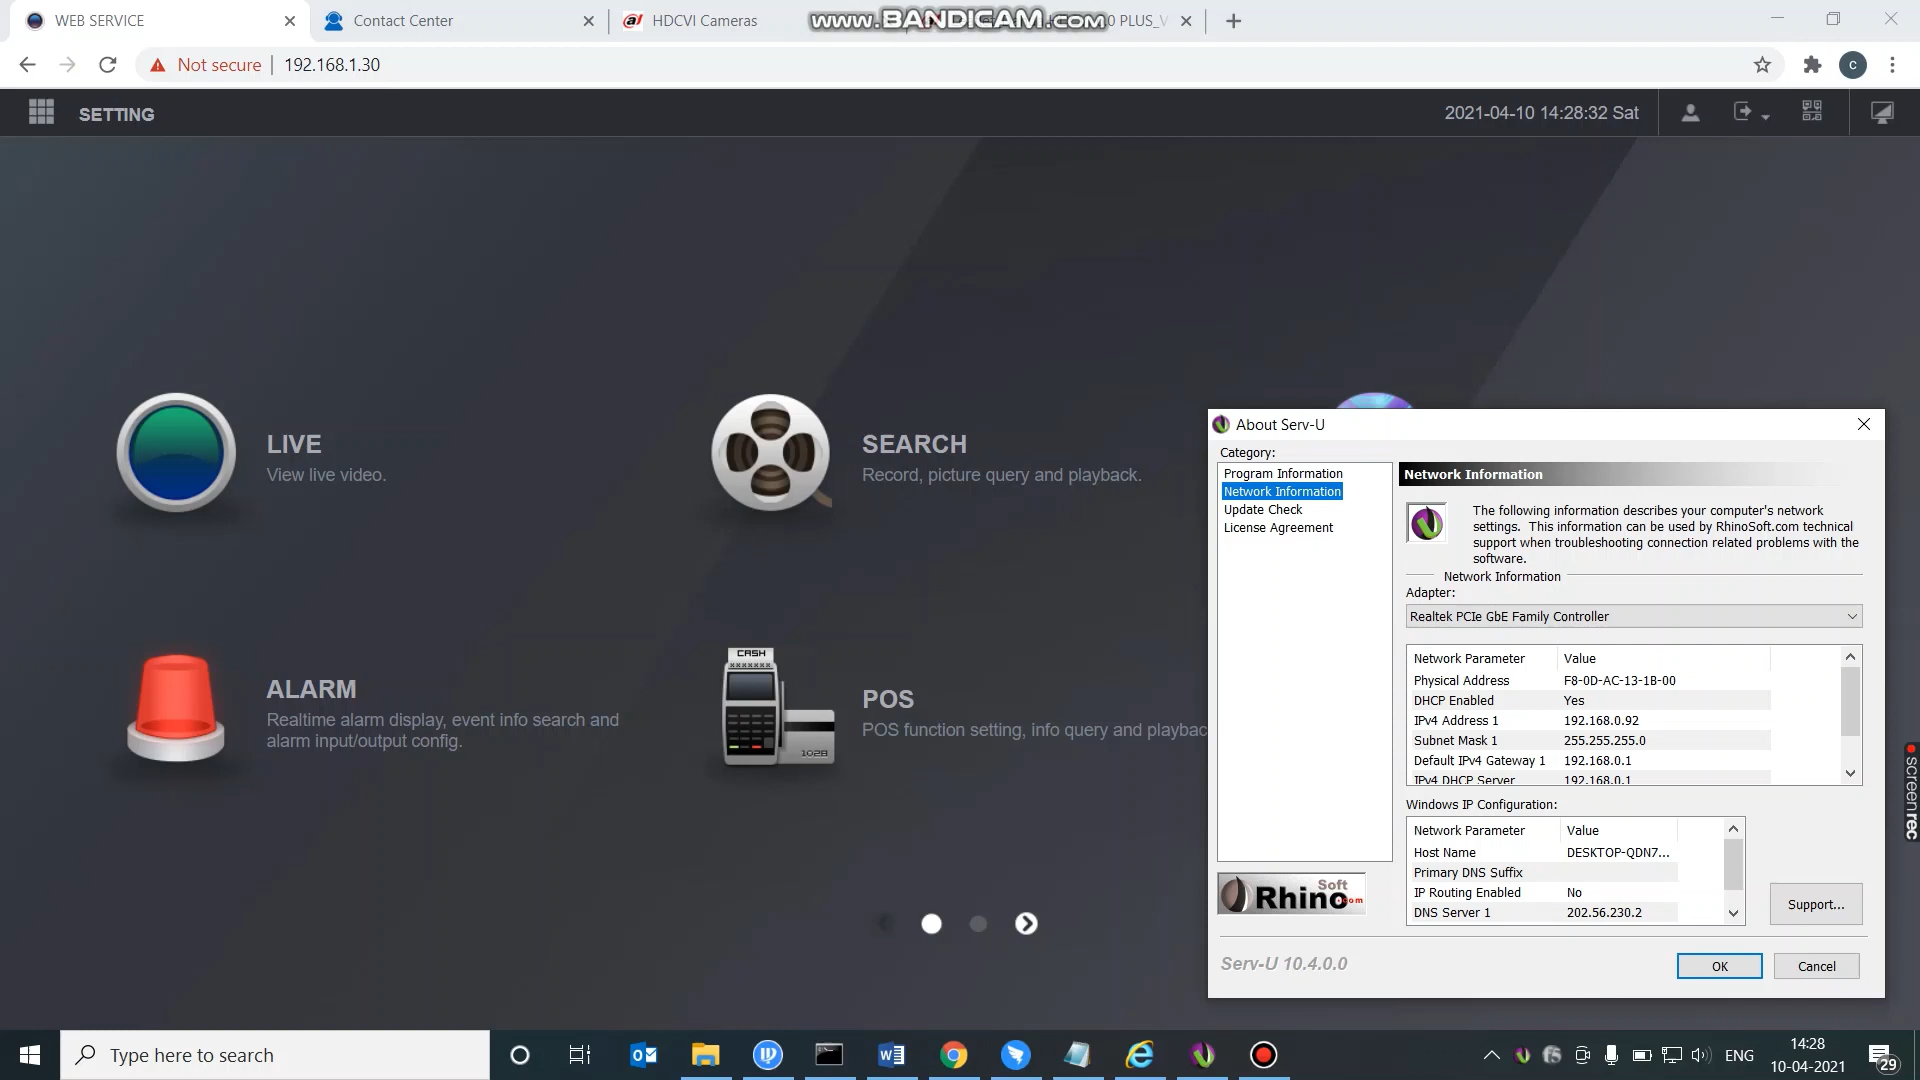 WEB SERVICE
Contact Center
HDCVI Cameras
www.BANDICAM.com
0 PLUS_V
Not secure
192.168.1.30
SETTING
2021-04-10 14:28:32 Sat
LIVE
View live video.
SEARCH
Record, picture query and playback.
ALARM
Realtime alarm display, event info search and
alarm input/output config.
CASH
1028
POS
POS function setting, info query and playbac
About Serv-U
Category:
Program Information
Network Information
Update Check
License Agreement
Network Information
The following information describes your computer's network
settings. This information can be used by RhinoSoft.com technical
support when troubleshooting connection related problems with the
software.
Network Information
Adapter:
Realtek PCIe GbE Family Controller
Network Parameter Value
Physical Address F8-0D-AC-13-1B-00
DHCP Enabled Yes
IPv4 Address 1 192.168.0.92
Subnet Mask 1 255.255.255.0
Default IPv4 Gateway 1 192.168.0.1
IPv4 DHCP Server 192.168.0.1
Windows IP Configuration:
Network Parameter Value
Host Name DESKTOP-QDN7...
Primary DNS Suffix
IP Routing Enabled No
DNS Server 1 202.56.230.2
Support...
RhinoSoft.com
Serv-U 10.4.0.0
OK
Cancel
screenrec
Type here to search
ENG
14:28
10-04-2021
29